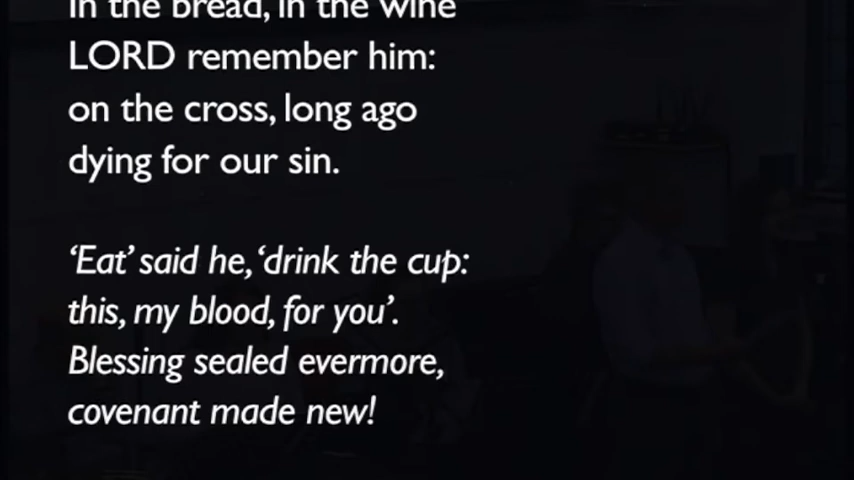 In the bread, in the wine
LORD remember him:
on the cross, long ago
dying for our sin.
‘Eat’ said he, ‘drink the cup:
this, my blood, for you’.
Blessing sealed evermore,
covenant made new!